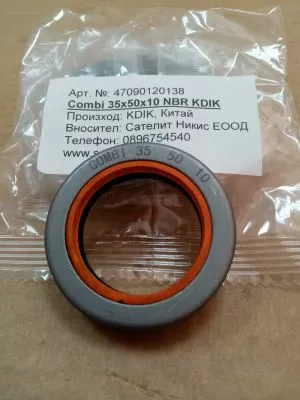 Арт. №: 47090120138
Combi 35x50x10 NBR KDIK
Произход: KDIK, Китай
Вносител: Сателит Никис ЕООД
Телефон: 0896754540
www.s
COMBI 35 50 10